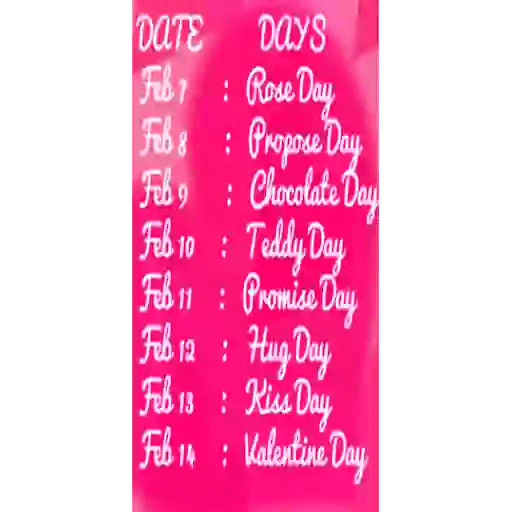 DATE DAYS
Feb 7 : Rose Day
Feb 8 : Propose Day
Feb 9 : Chocolate Day
Feb 10 : Teddy Day
Feb 11 : Promise Day
Feb 12 : Hug Day
Feb 13 : Kiss Day
Feb 14 : Valentine Day